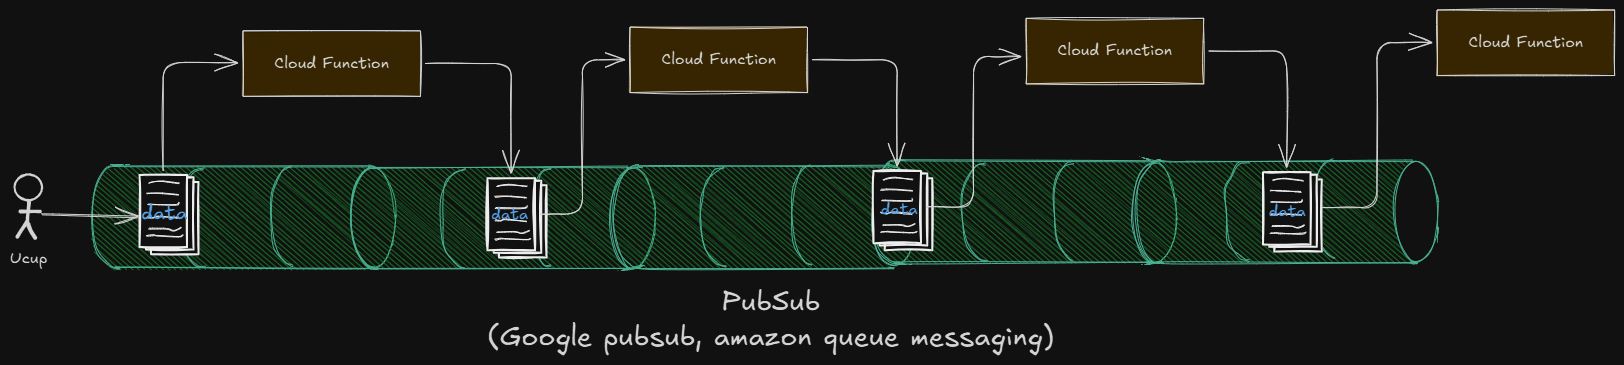 Cloud Function
Cloud Function
Cloud Function
Cloud Function
data
data
data
data
Ucup
PubSub
(Google pubsub, amazon queue messaging)